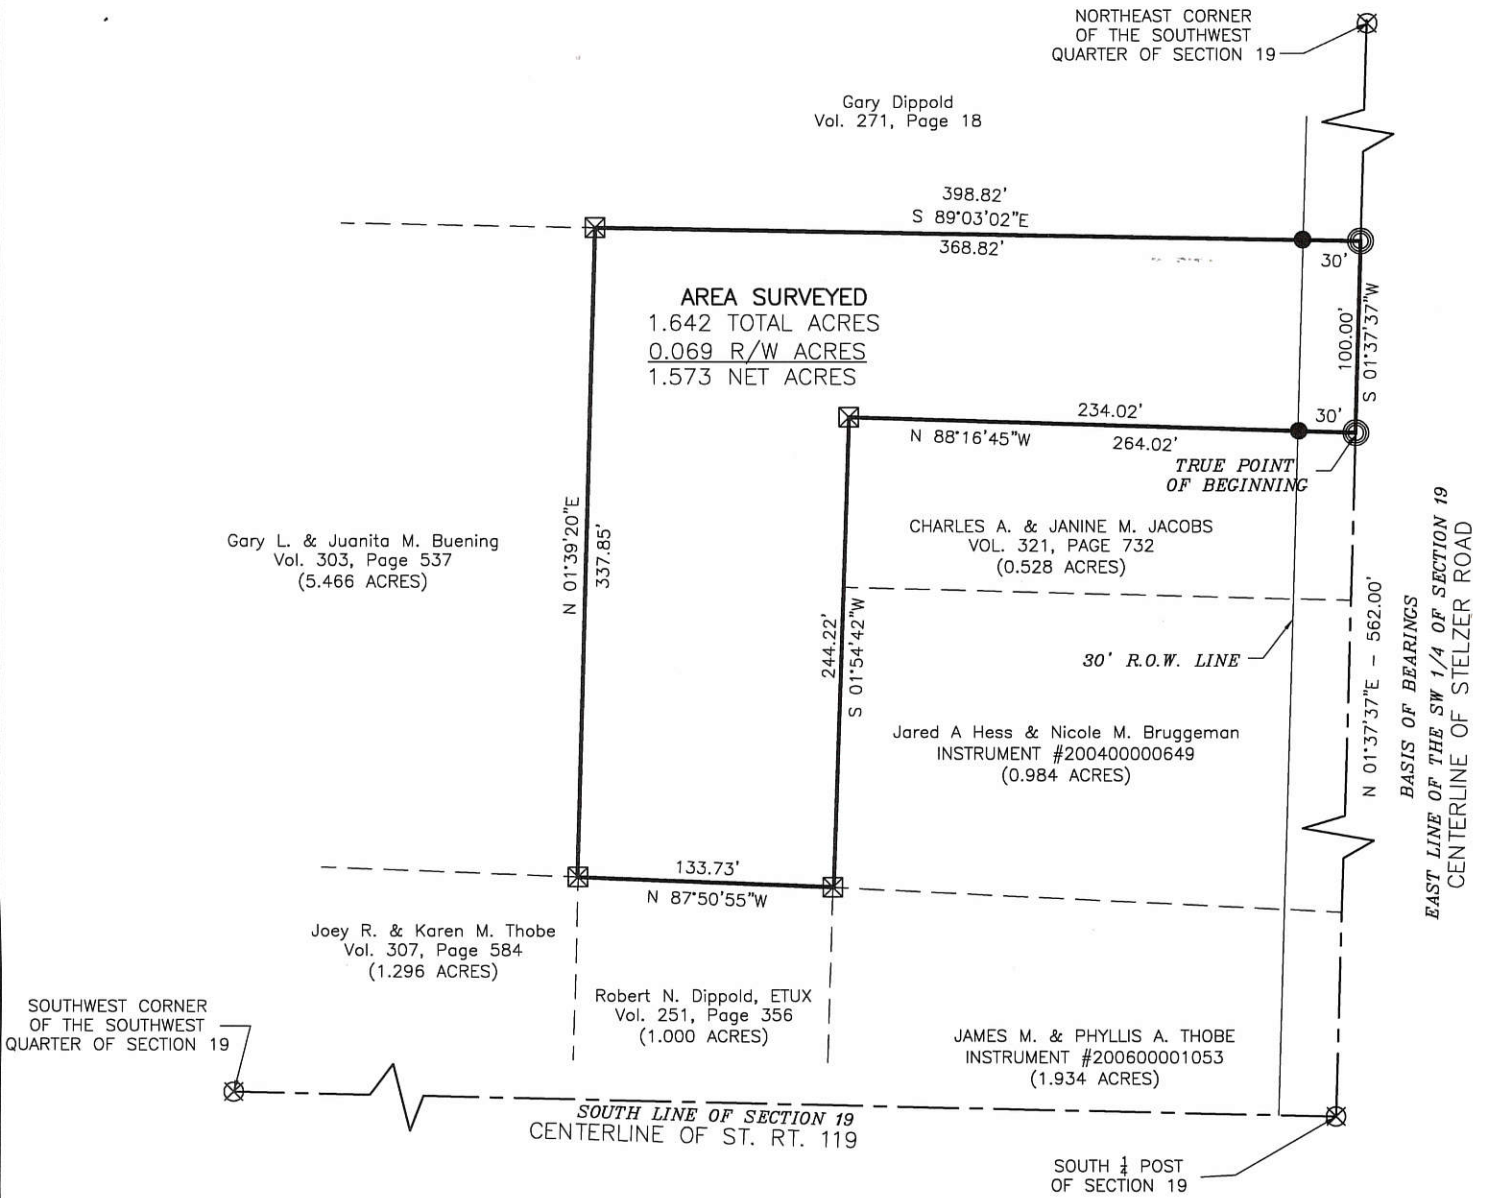 NORTHEAST CORNER
OF THE SOUTHWEST
QUARTER OF SECTION 19
Gary Dippold
Vol. 271, Page 18
398.82'
S 89°03'02"E
368.82'
30'
AREA SURVEYED
1.642 TOTAL ACRES
0.069 R/W ACRES
1.573 NET ACRES
100.00'
S 01°37'37"W
234.02'
30'
N 88°16'45"W
264.02'
TRUE POINT
OF BEGINNING
Gary L. & Juanita M. Buening
Vol. 303, Page 537
(5.466 ACRES)
N 01°39'20"E
337.85'
CHARLES A. & JANINE M. JACOBS
VOL. 321, PAGE 732
(0.528 ACRES)
244.22'
S 01°54'42"W
30' R.O.W. LINE
N 01°37'37"E - 562.00'
BASIS OF BEARINGS
EAST LINE OF THE SW 1/4 OF SECTION 19
CENTERLINE OF STELZER ROAD
Jared A Hess & Nicole M. Bruggeman
INSTRUMENT #200400000649
(0.984 ACRES)
133.73'
N 87°50'55"W
Joey R. & Karen M. Thobe
Vol. 307, Page 584
(1.296 ACRES)
Robert N. Dippold, ETUX
Vol. 251, Page 356
(1.000 ACRES)
JAMES M. & PHYLLIS A. THOBE
INSTRUMENT #200600001053
(1.934 ACRES)
SOUTHWEST CORNER
OF THE SOUTHWEST
QUARTER OF SECTION 19
SOUTH LINE OF SECTION 19
CENTERLINE OF ST. RT. 119
SOUTH 1/4 POST
OF SECTION 19